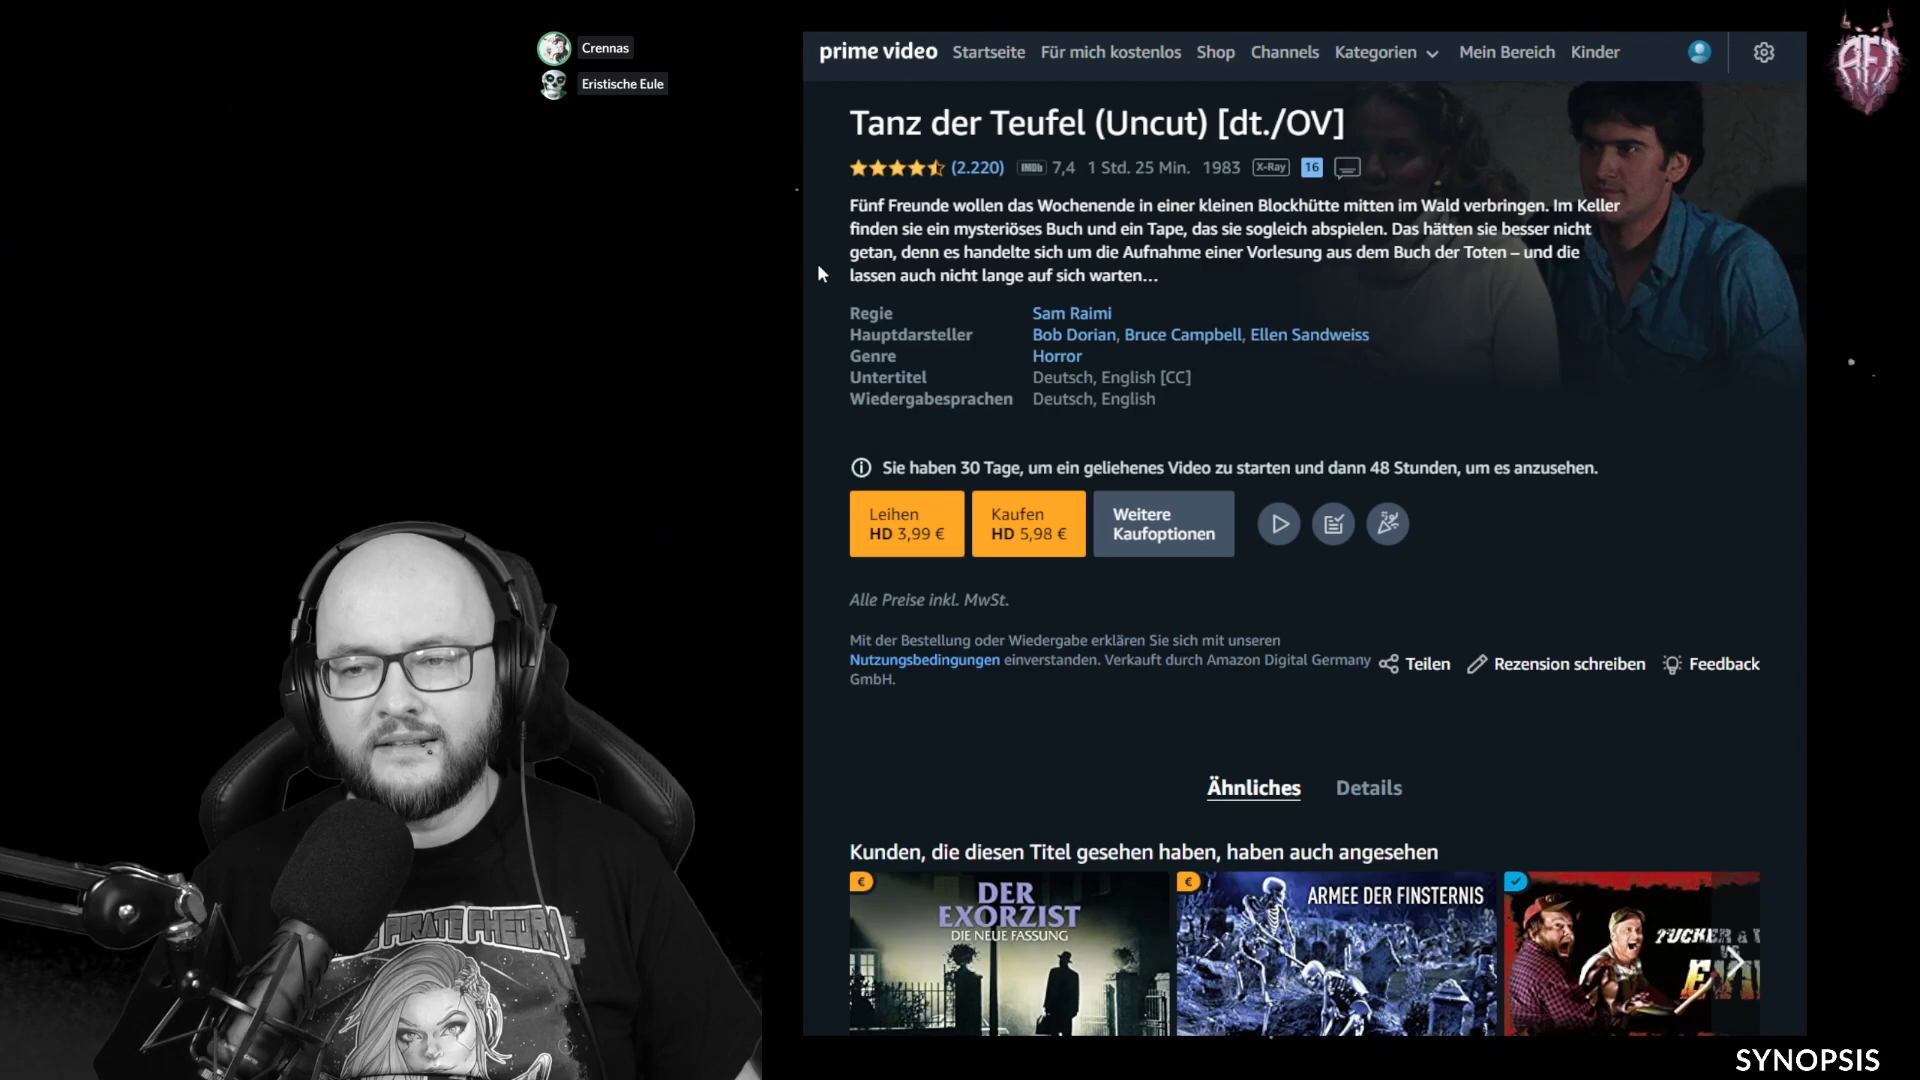 Crennas
Eristische Eule
prime video Startseite Für mich kostenlos Shop Channels Kategorien Mein Bereich Kinder
AFT
Tanz der Teufel (Uncut) [dt./OV]
(2.220) IMDb 7,4 1 Std. 25 Min. 1983 X-Ray 16
Fünf Freunde wollen das Wochenende in einer kleinen Blockhütte mitten im Wald verbringen. Im Keller
finden sie ein mysteriöses Buch und ein Tape, das sie sogleich abspielen. Das hätten sie besser nicht
getan, denn es handelte sich um die Aufnahme einer Vorlesung aus dem Buch der Toten – und die
lassen auch nicht lange auf sich warten...
Regie Sam Raimi
Hauptdarsteller Bob Dorian, Bruce Campbell, Ellen Sandweiss
Genre Horror
Untertitel Deutsch, English [CC]
Wiedergabesprachen Deutsch, English
Sie haben 30 Tage, um ein geliehenes Video zu starten und dann 48 Stunden, um es anzusehen.
Leihen
HD 3,99 €
Kaufen
HD 5,98 €
Weitere
Kaufoptionen
Alle Preise inkl. MwSt.
Mit der Bestellung oder Wiedergabe erklären Sie sich mit unseren
Nutzungsbedingungen einverstanden. Verkauft durch Amazon Digital Germany
GmbH.
Teilen Rezension schreiben Feedback
Ähnliches Details
Kunden, die diesen Titel gesehen haben, haben auch angesehen
€
DER
EXORZIST
DIE NEUE FASSUNG
€
ARMEE DER FINSTERNIS
TUCKER &
PIRATE
SYNOPSIS